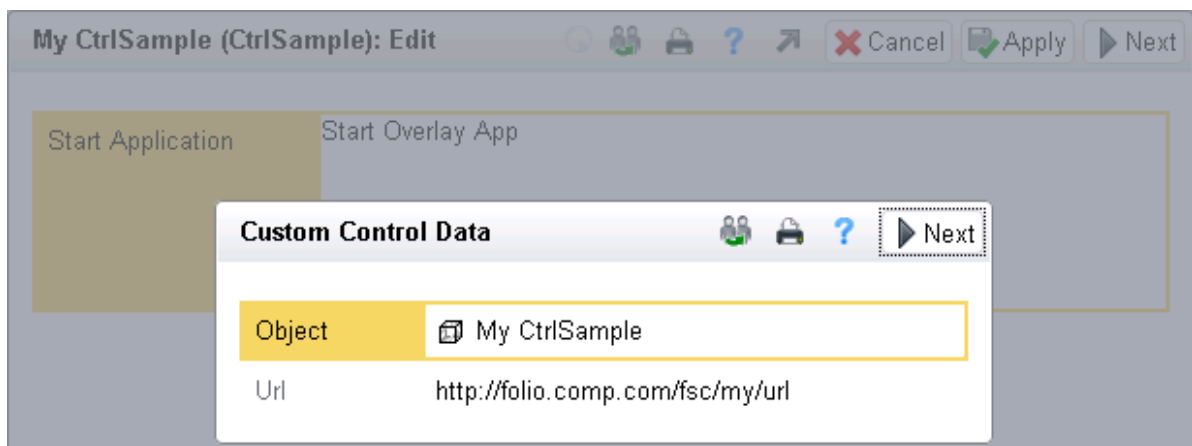 My CtrlSample (CtrlSample): Edit ? Cancel Apply Next
Start Application Start Overlay App
Custom Control Data ? Next
Object My CtrlSample
Url http://folio.comp.com/fsc/my/url